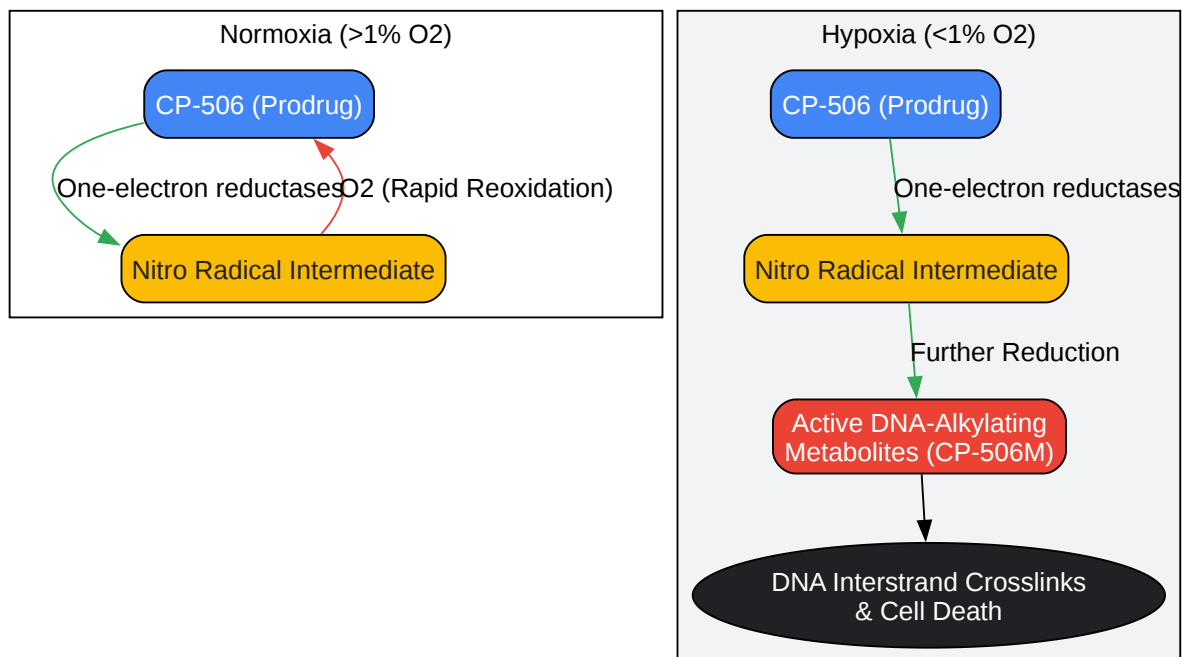 Normoxia (>1% O2)
CP-506 (Prodrug)
One-electron reductases
O2 (Rapid Reoxidation)
Nitro Radical Intermediate
Hypoxia (<1% O2)
CP-506 (Prodrug)
One-electron reductases
Nitro Radical Intermediate
Further Reduction
Active DNA-Alkylating
Metabolites (CP-506M)
DNA Interstrand Crosslinks
& Cell Death